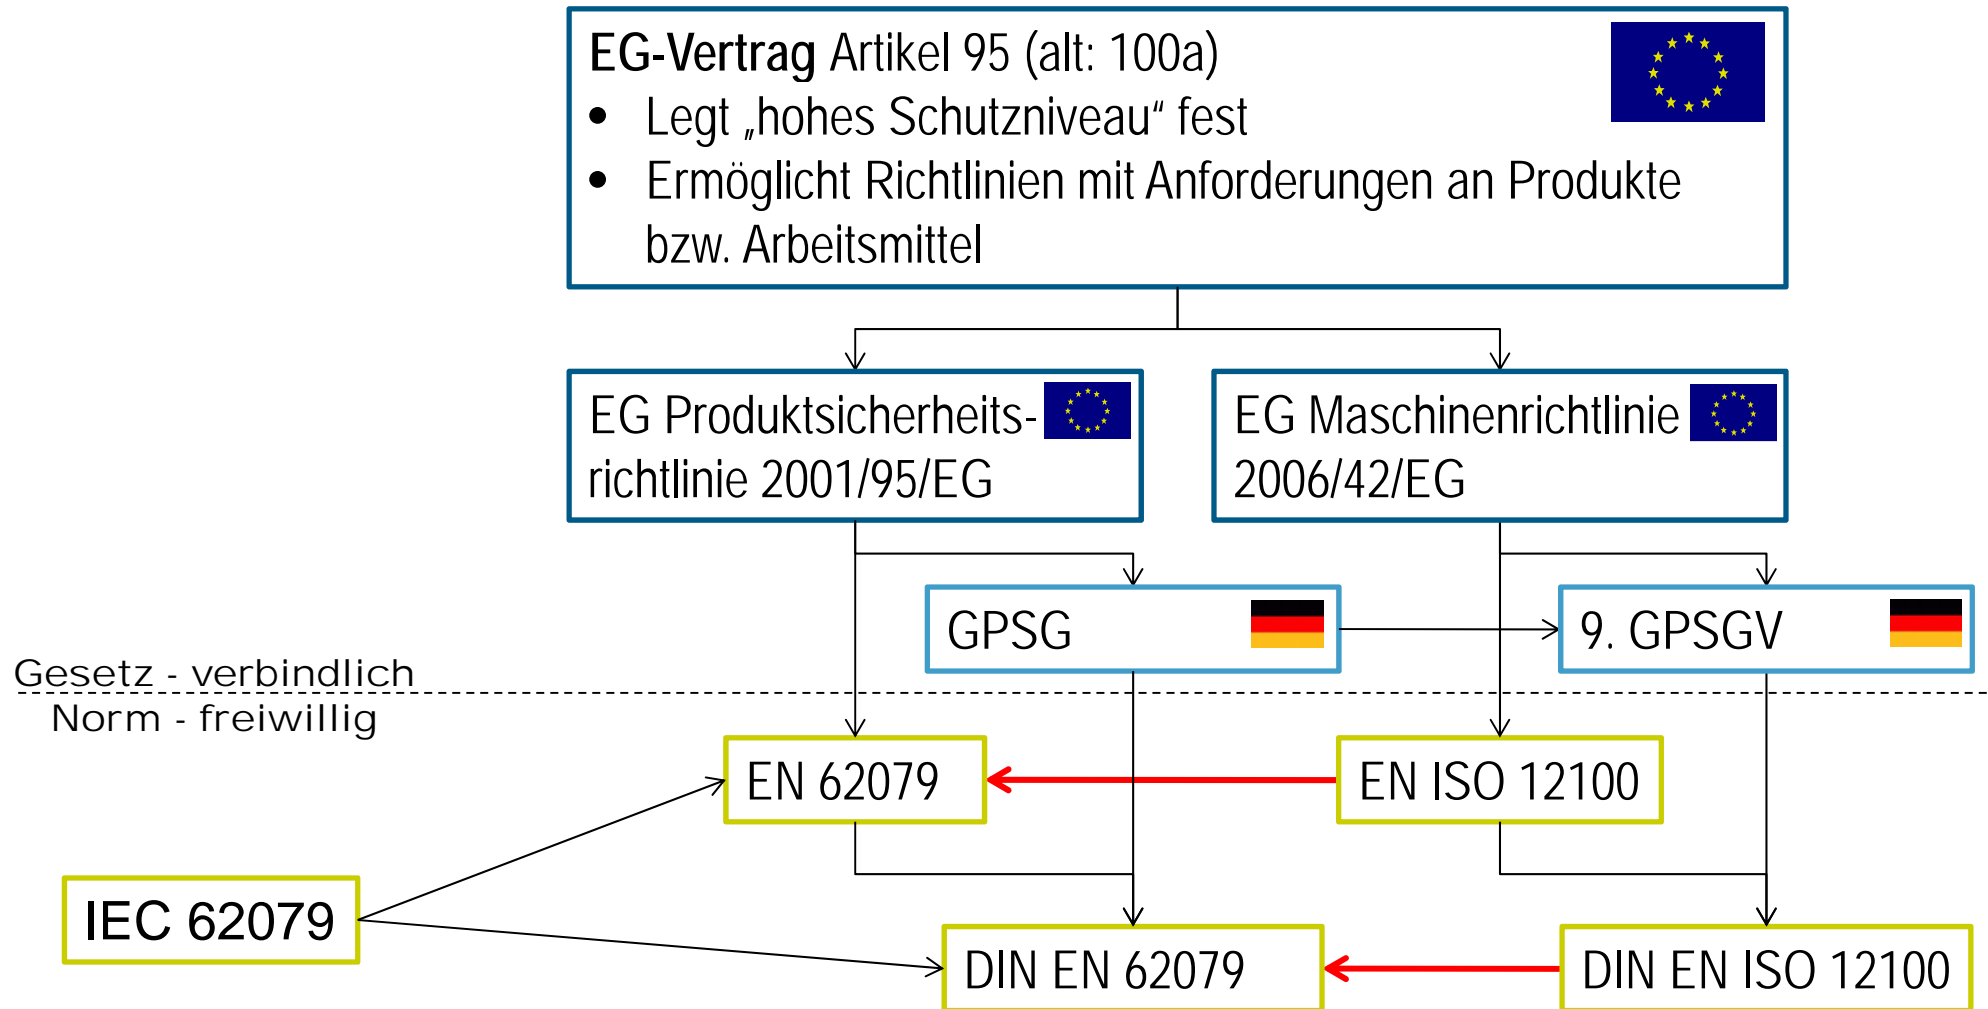 EG-Vertrag Artikel 95 (alt: 100a)
• Legt „hohes Schutzniveau“ fest
• Ermöglicht Richtlinien mit Anforderungen an Produkte
bzw. Arbeitsmittel
EG Produktsicherheits-
richtlinie 2001/95/EG
EG Maschinenrichtlinie
2006/42/EG
GPSG
9. GPSGV
Gesetz - verbindlich
Norm - freiwillig
EN 62079
EN ISO 12100
IEC 62079
DIN EN 62079
DIN EN ISO 12100